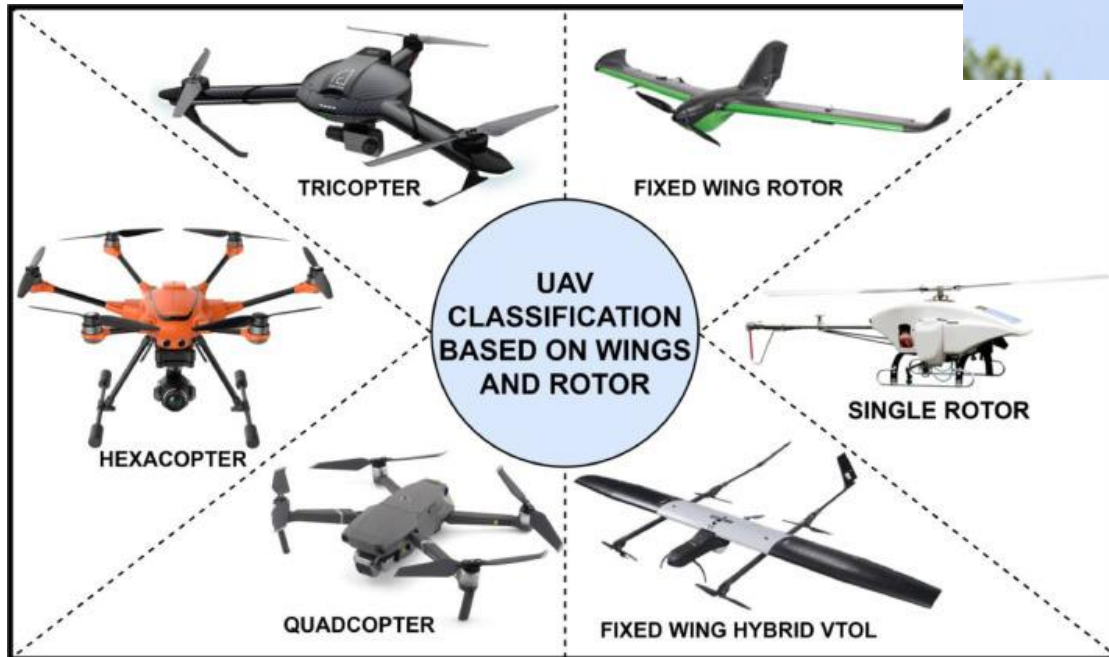 TRICOPTER
FIXED WING ROTOR
UAV
CLASSIFICATION
BASED ON WINGS
AND ROTOR
HEXACOPTER
SINGLE ROTOR
QUADCOPTER
FIXED WING HYBRID VTOL